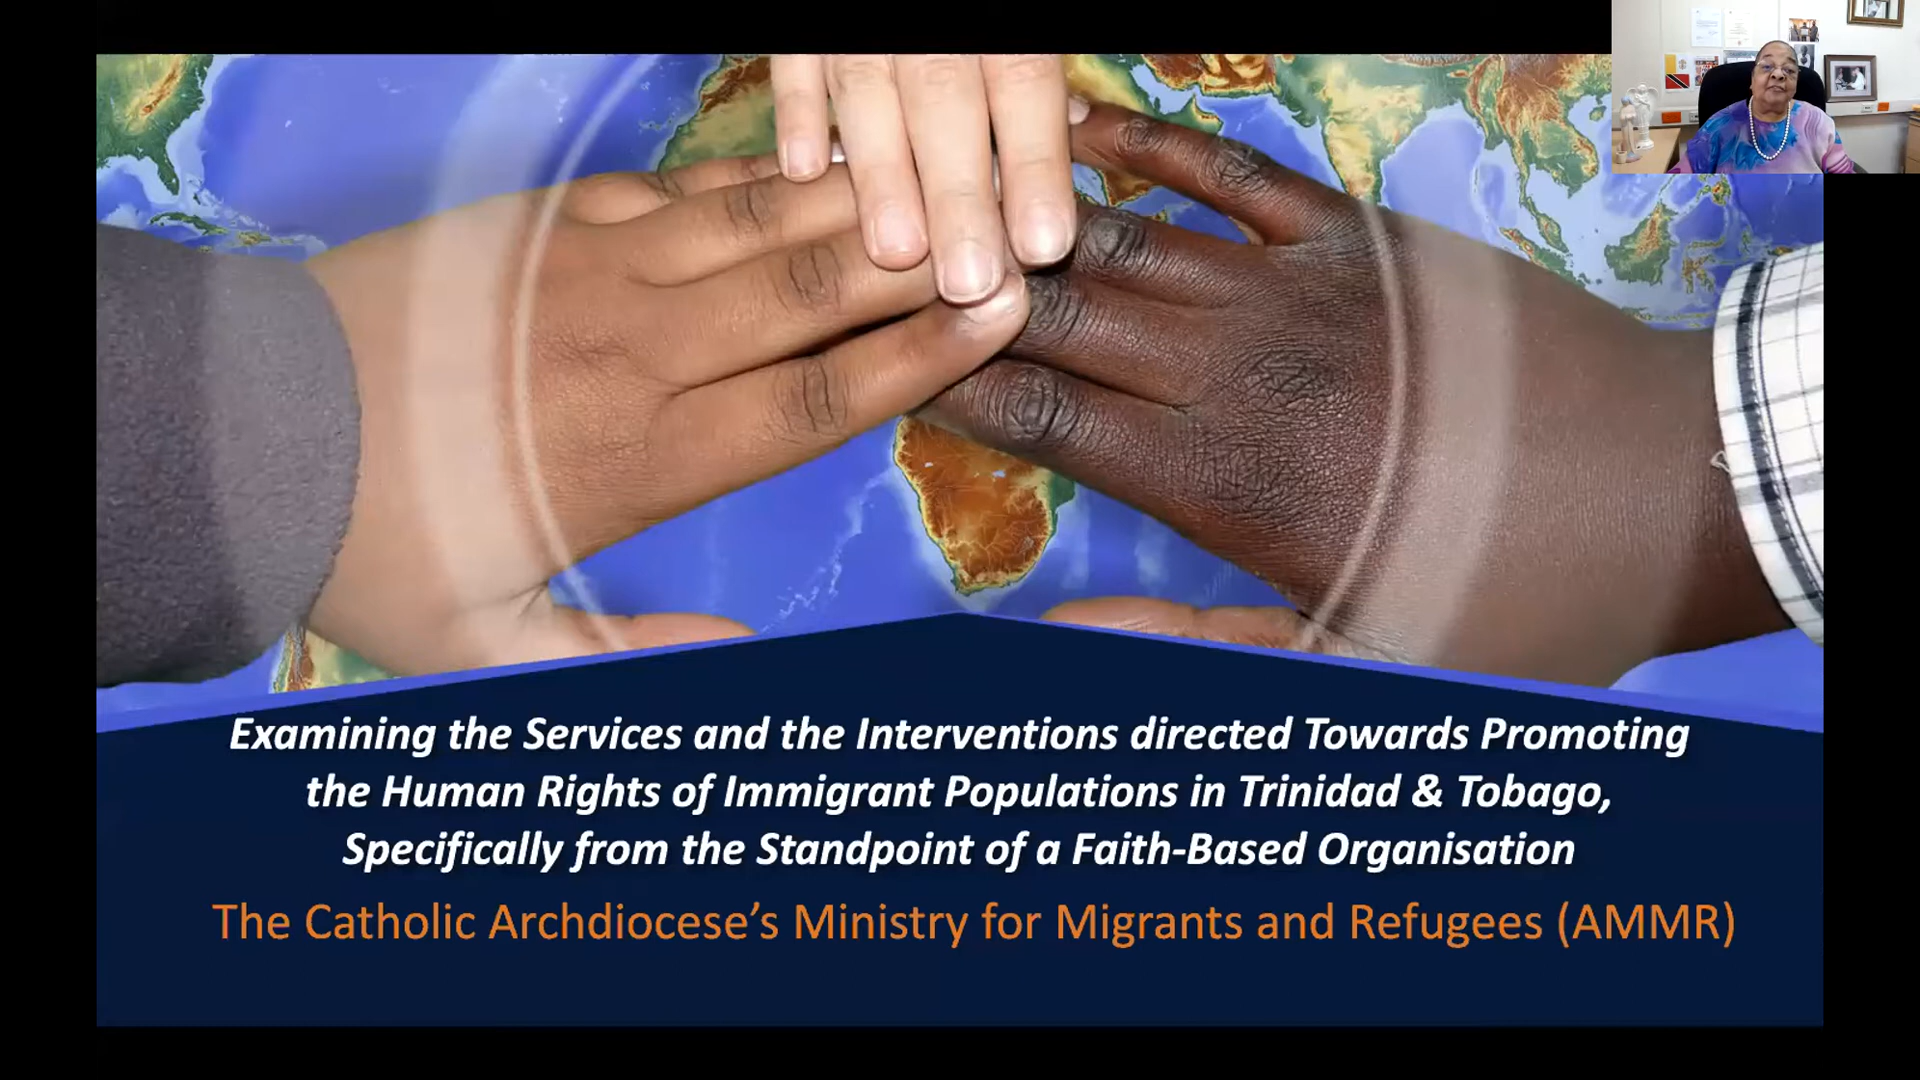 Examining the Services and the Interventions directed Towards Promoting
the Human Rights of Immigrant Populations in Trinidad & Tobago,
Specifically from the Standpoint of a Faith-Based Organisation
The Catholic Archdiocese’s Ministry for Migrants and Refugees (AMMR)